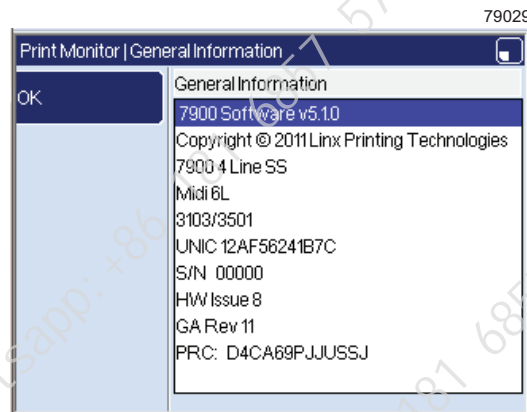 79029
Print Monitor | General Information
OK
General Information
7900 Software v5.1.0
Copyright © 2011 Linx Printing Technologies
7900 4 Line SS
Midi 6L
3103/3501
UNIC 12AF56241B7C
S/N 00000
HW Issue 8
GA Rev 11
PRC: D4CA69PJJUSSJ